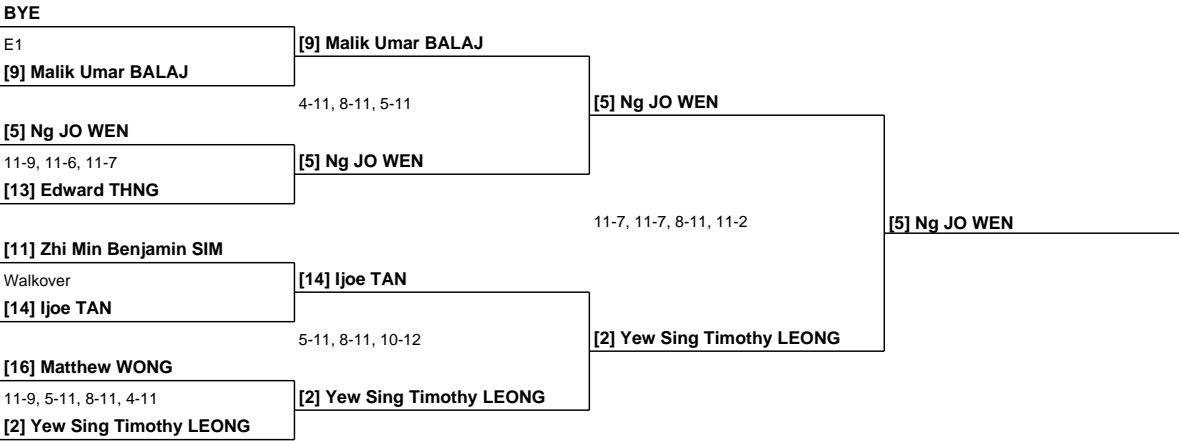 BYE
E1
[9] Malik Umar BALAJ
[9] Malik Umar BALAJ
4-11, 8-11, 5-11
[5] Ng JO WEN
[5] Ng JO WEN
11-9, 11-6, 11-7
[5] Ng JO WEN
[13] Edward THNG
11-7, 11-7, 8-11, 11-2
[5] Ng JO WEN
[11] Zhi Min Benjamin SIM
Walkover
[14] Ijoe TAN
[14] Ijoe TAN
5-11, 8-11, 10-12
[2] Yew Sing Timothy LEONG
[16] Matthew WONG
11-9, 5-11, 8-11, 4-11
[2] Yew Sing Timothy LEONG
[2] Yew Sing Timothy LEONG